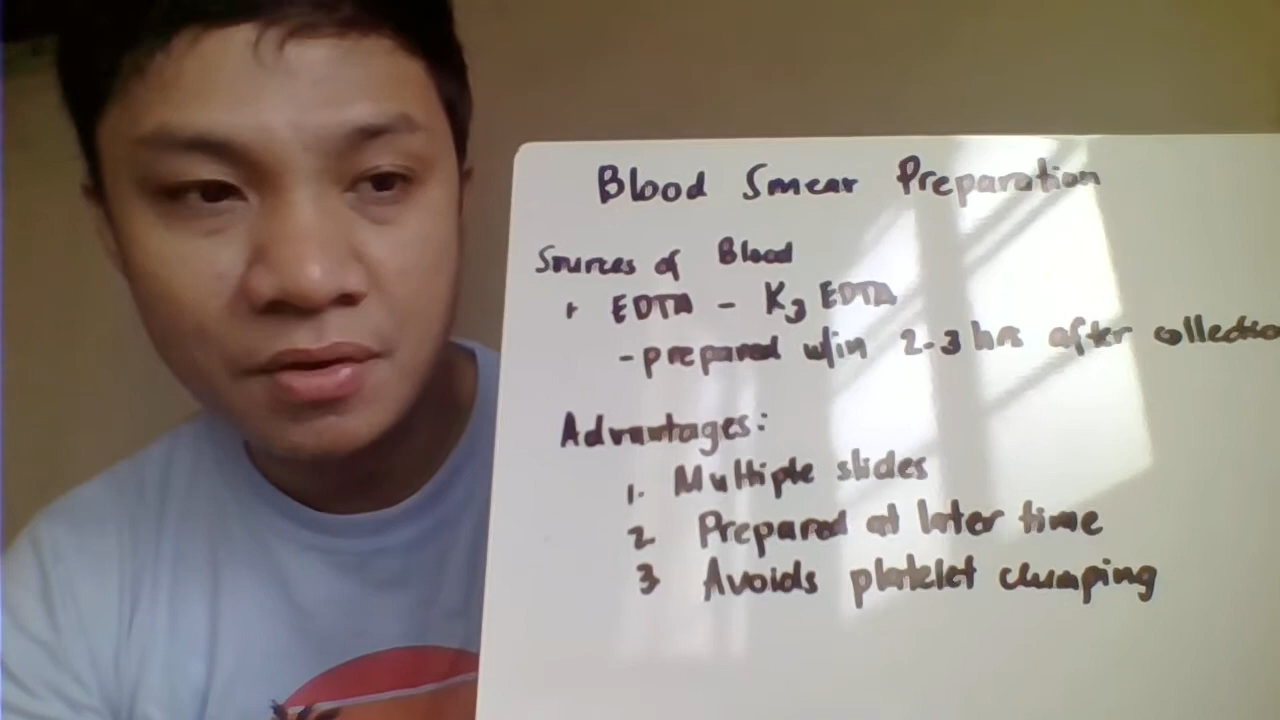 Blood Smear Preparation
Sources of Blood
+ EDTA - K3 EDTA
- prepared w/in 2-3 hrs after collectio
Advantages:
1. Multiple slides
2 Prepared at later time
3 Avoids platelet clumping